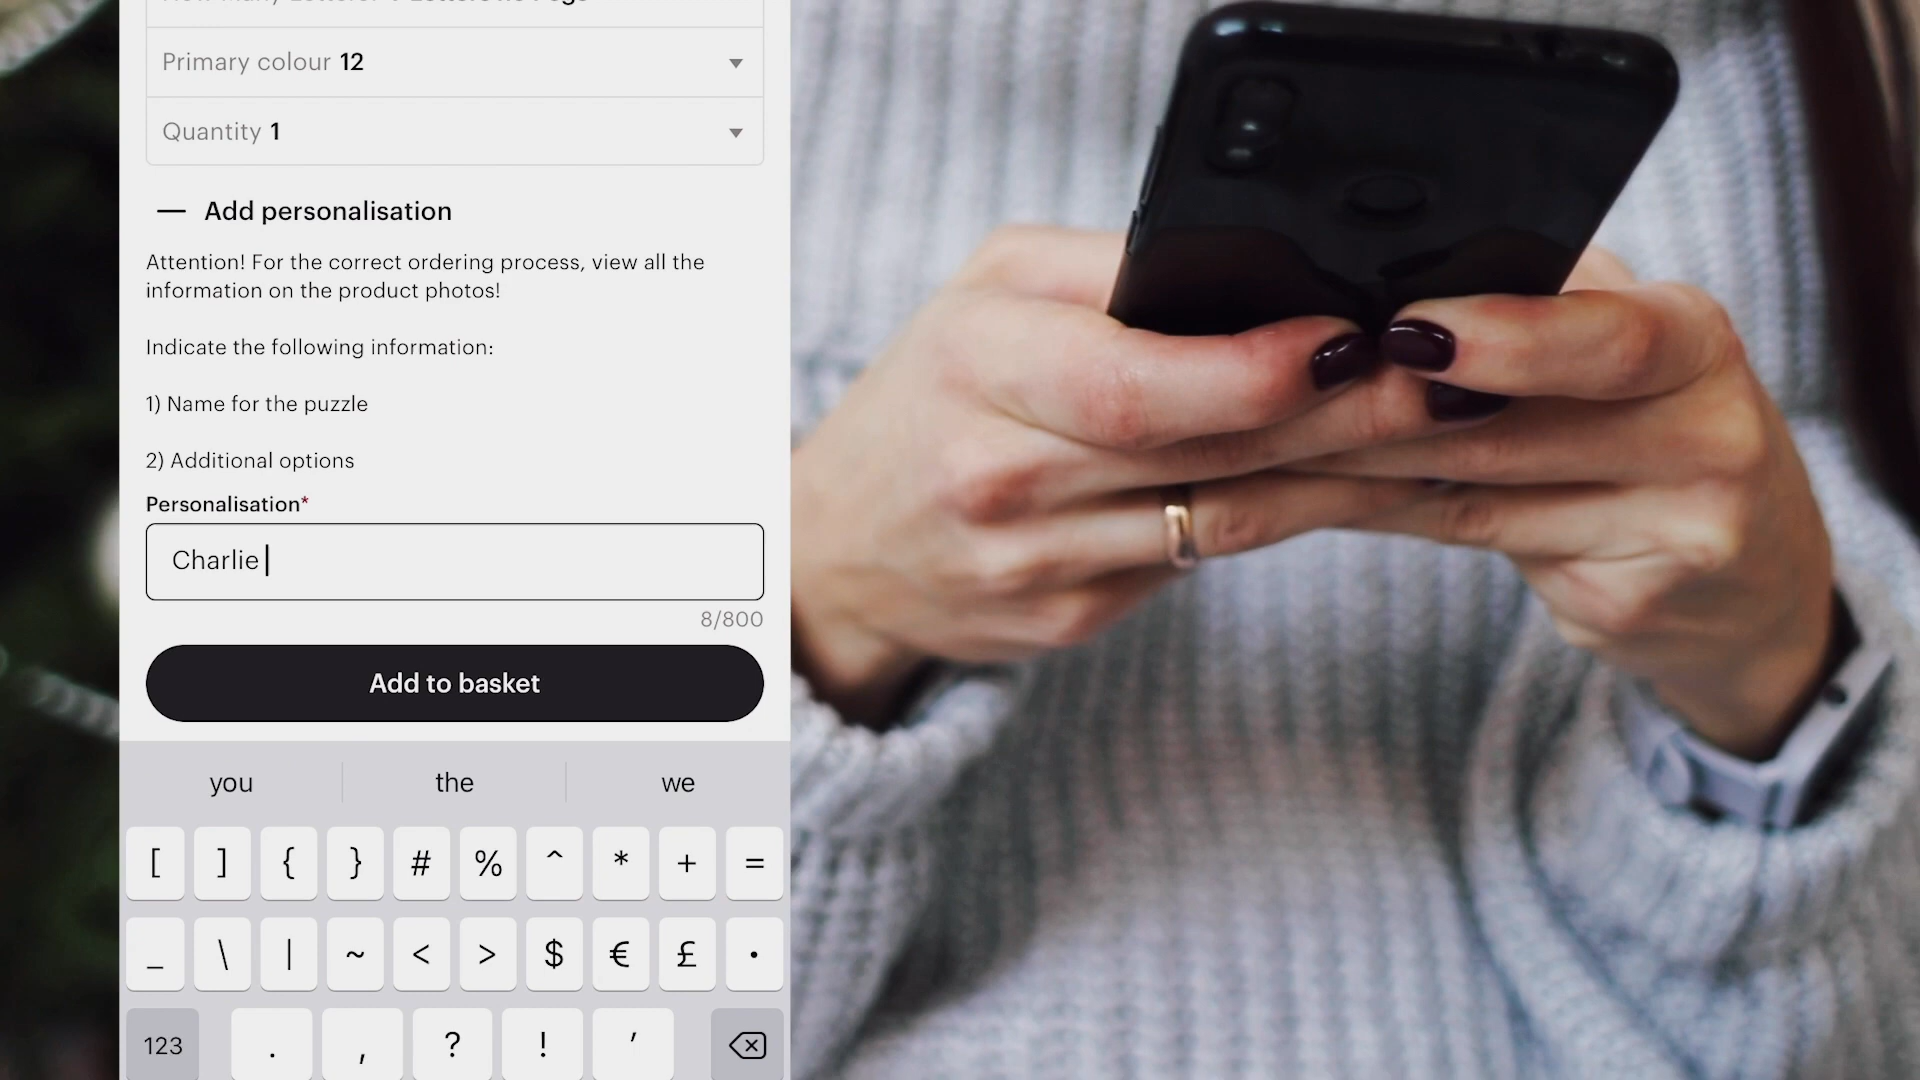 Primary colour 12
Quantity 1
— Add personalisation
Attention! For the correct ordering process, view all the
information on the product photos!
Indicate the following information:
1) Name for the puzzle
2) Additional options
Personalisation*
Charlie
8/800
Add to basket
you the we
[ ] { } # % ^ * + =
_ \ | ~ < > $ € £ •
123 . , ? ! ’